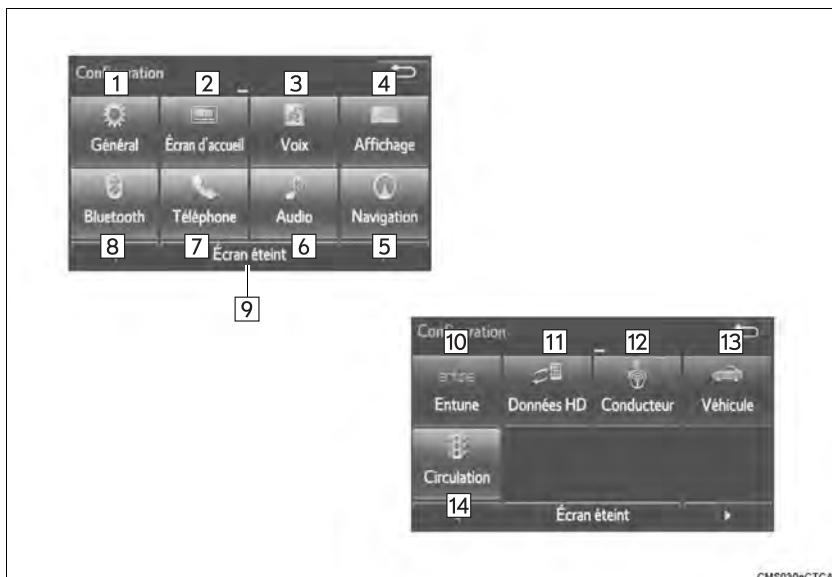 Configuration
1 2 3 4
Général Écran d'accueil Voix Affichage
Bluetooth Téléphone Audio Navigation
8 7 6 5
Écran éteint
9
Configuration
10 11 12 13
Entune Données HD Conducteur Véhicule
Circulation
14
Écran éteint